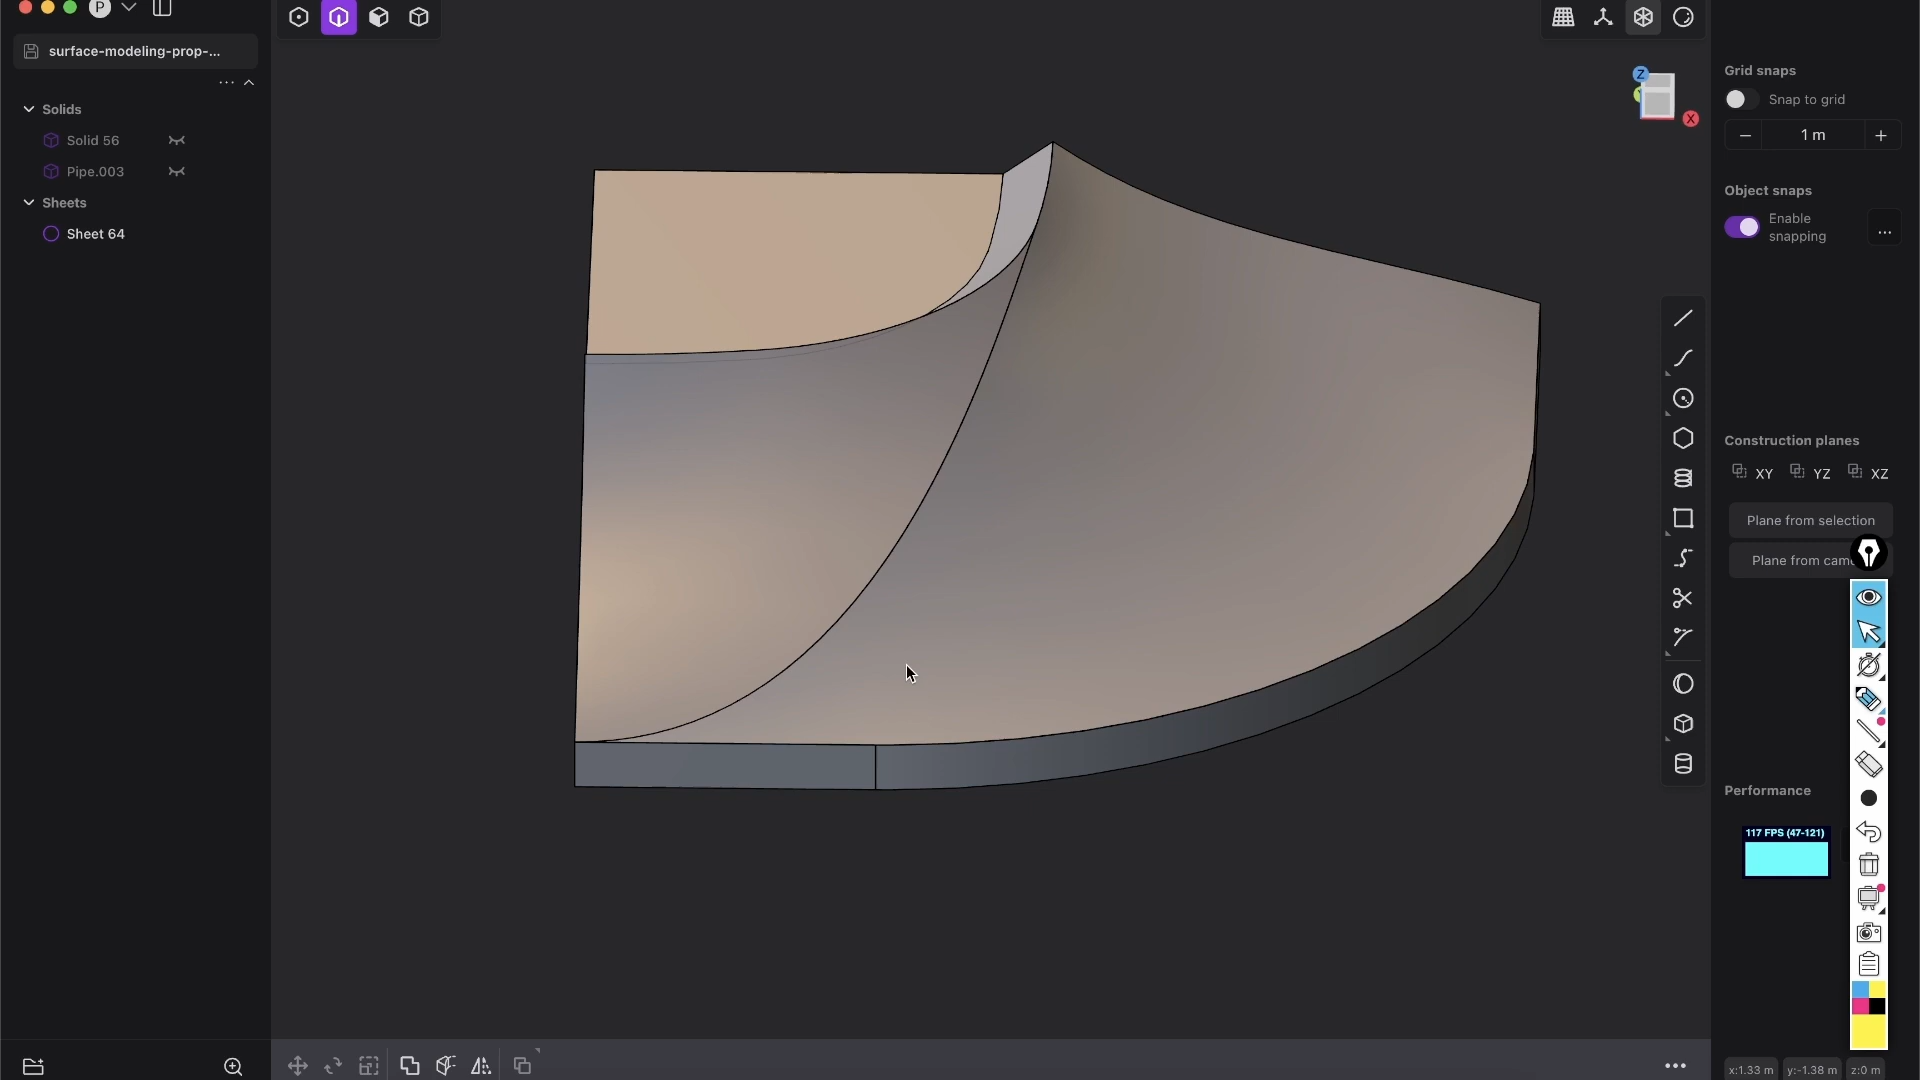 P
surface-modeling-prop-...
Solids
Solid 56
Pipe.003
Sheets
Sheet 64
Z
X
Grid snaps
Snap to grid
1 m
Object snaps
Enable
snapping
...
Construction planes
XY
YZ
XZ
Plane from selection
Plane from came
Performance
117 FPS (47-121)
x:1.33 m
y:-1.38 m
z:0 m